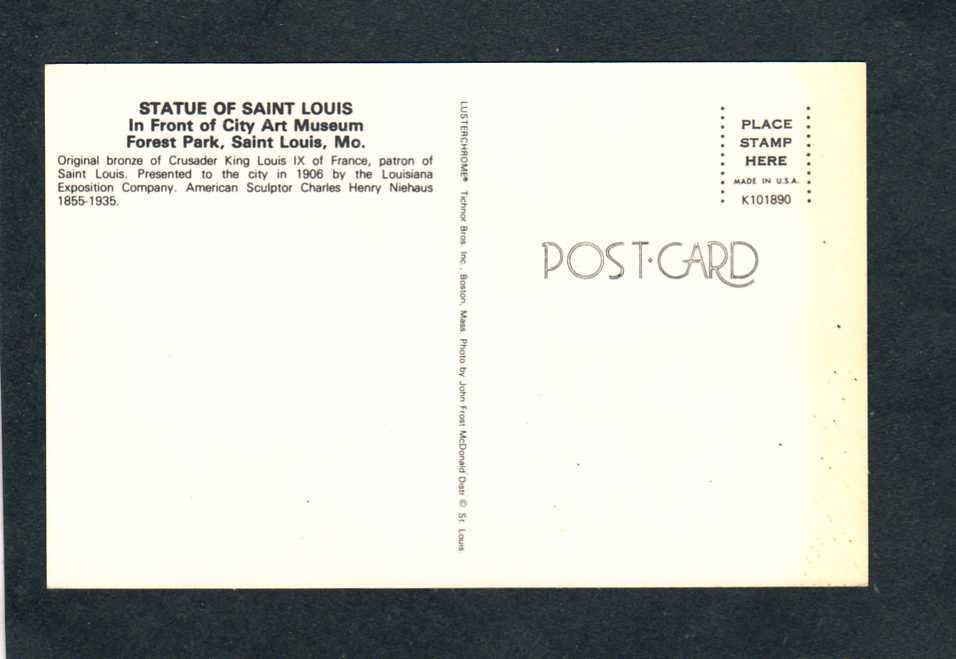 STATUE OF SAINT LOUIS
In Front of City Art Museum
Forest Park, Saint Louis, Mo.
Original bronze of Crusader King Louis IX of France, patron of
Saint Louis. Presented to the city in 1906 by the Louisiana
Exposition Company. American Sculptor Charles Henry Niehaus
1855-1935.
LUSTERCHROME® Tichnor Bros. Inc., Boston, Mass. Photo by John Frost McDonald Distr © St. Louis.
PLACE
STAMP
HERE
MADE IN U.S.A.
K101890
POST·CARD